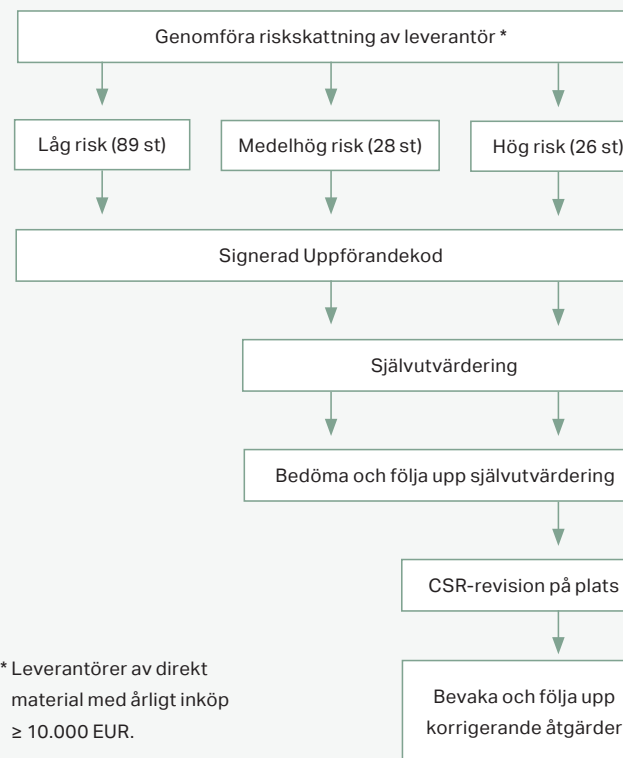 Genomföra riskskattning av leverantör *
Låg risk (89 st)
Medelhög risk (28 st)
Hög risk (26 st)
Signerad Uppförandekod
Självutvärdering
Bedöma och följa upp självutvärdering
CSR-revision på plats
Bevaka och följa upp
korrigerande åtgärder
* Leverantörer av direkt
material med årligt inköp
≥ 10.000 EUR.